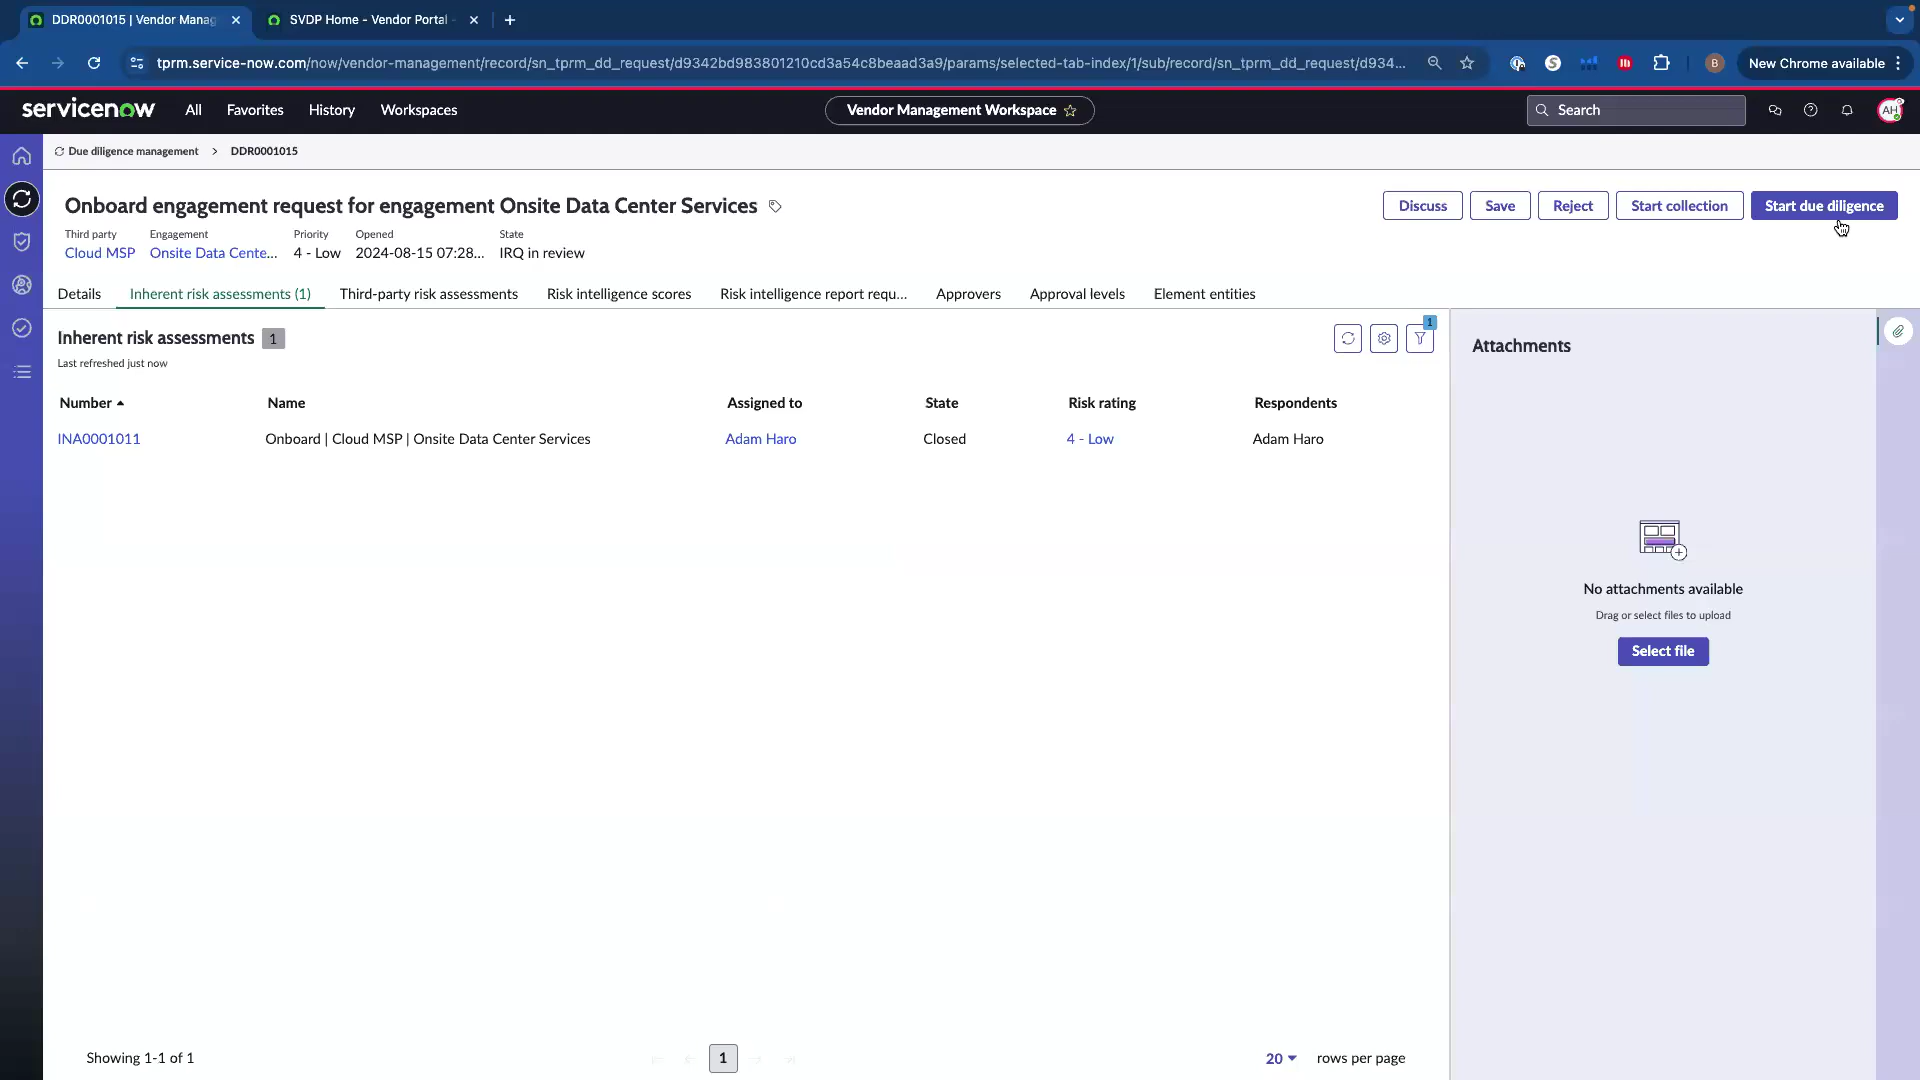 DDR0001015 | Vendor Manag
SVDP Home - Vendor Portal
tprm.service-now.com/now/vendor-management/record/sn_tprm_dd_request/d9342bd983801210cd3a54c8beaad3a9/params/selected-tab-index/1/sub/record/sn_tprm_dd_request/d934...
B
New Chrome available
servicenow
All
Favorites
History
Workspaces
Vendor Management Workspace
Search
AH
Due diligence management > DDR0001015
Onboard engagement request for engagement Onsite Data Center Services
Discuss
Save
Reject
Start collection
Start due diligence
Third party
Engagement
Priority
Opened
State
Cloud MSP
Onsite Data Cente...
4 - Low
2024-08-15 07:28...
IRQ in review
Details
Inherent risk assessments (1)
Third-party risk assessments
Risk intelligence scores
Risk intelligence report requ...
Approvers
Approval levels
Element entities
Inherent risk assessments 1
1
Last refreshed just now
Attachments
Number
Name
Assigned to
State
Risk rating
Respondents
INA0001011
Onboard | Cloud MSP | Onsite Data Center Services
Adam Haro
Closed
4 - Low
Adam Haro
No attachments available
Drag or select files to upload
Select file
Showing 1-1 of 1
1
20
rows per page